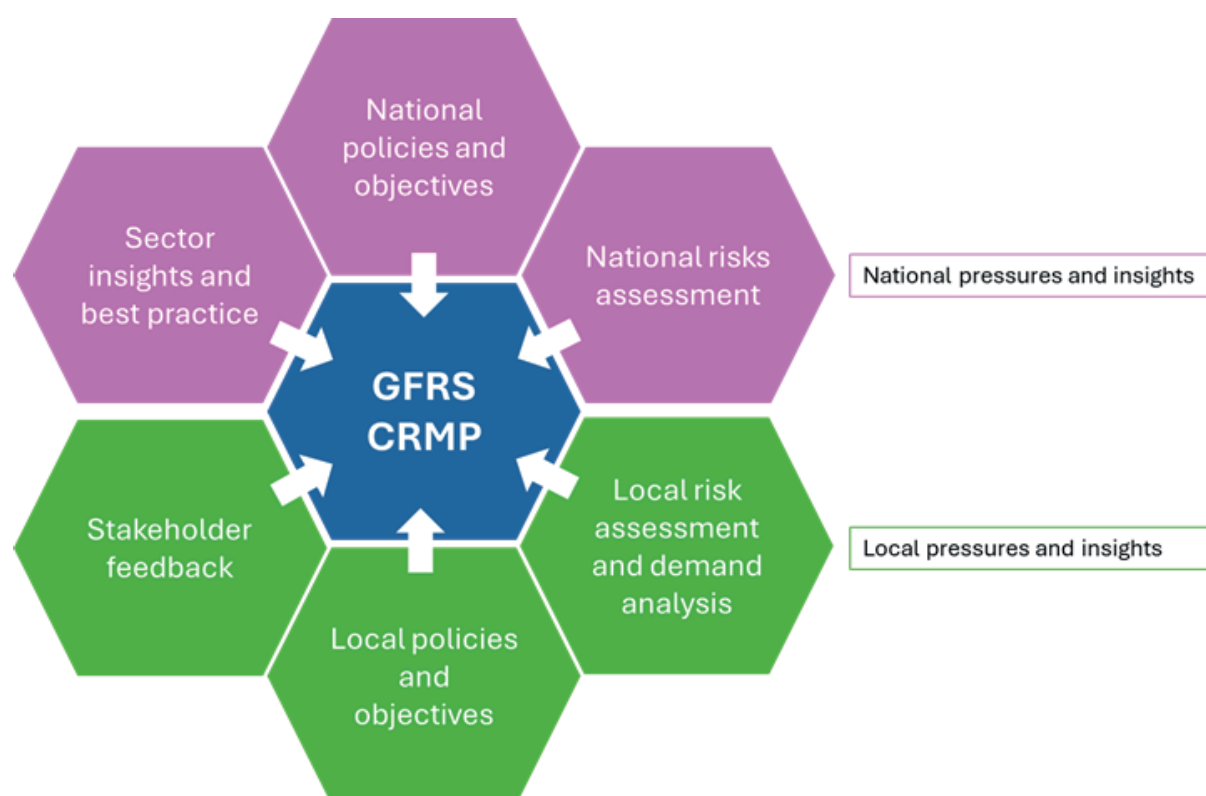 National
policies and
objectives
Sector
insights and
best practice
National risks
assessment
National pressures and insights
GFRS
CRMP
Stakeholder
feedback
Local risk
assessment
and demand
analysis
Local pressures and insights
Local policies
and
objectives